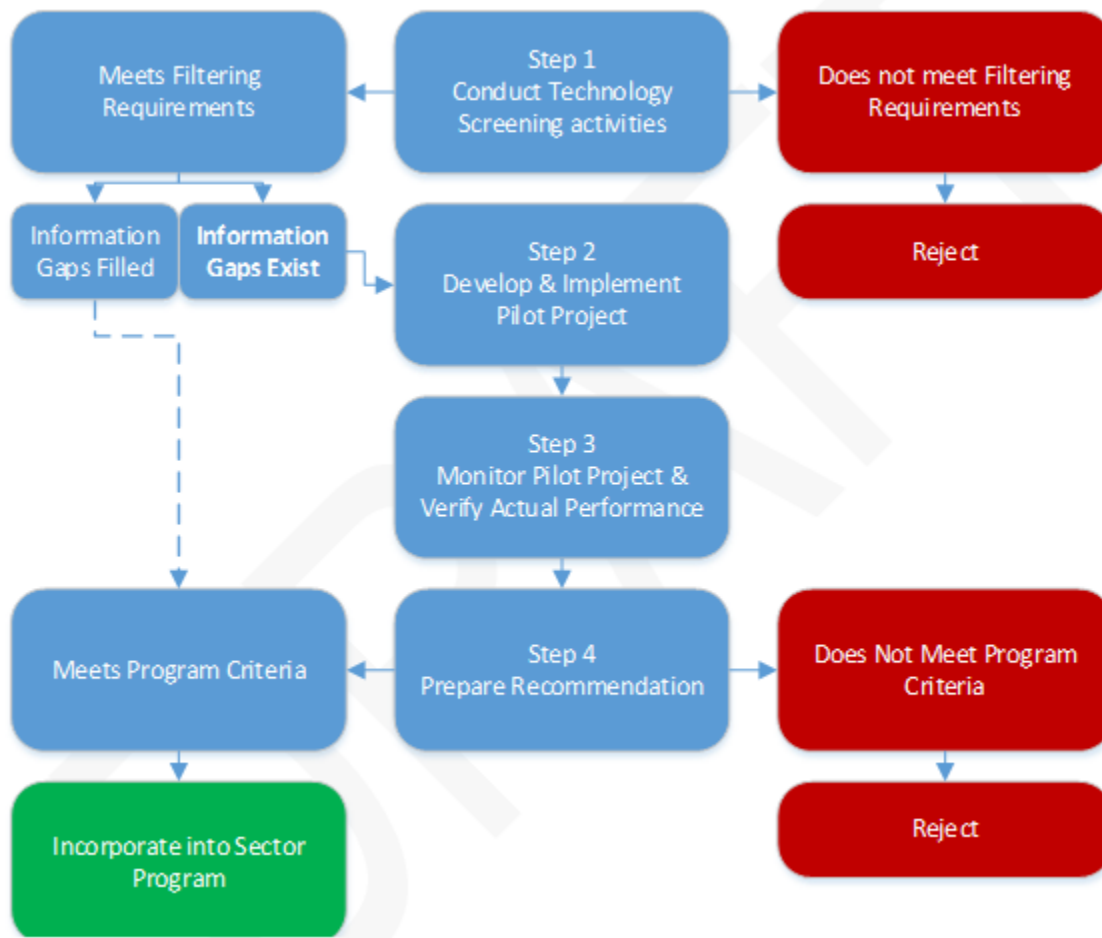 Meets Filtering
Requirements
Step 1
Conduct Technology
Screening activities
Does not meet Filtering
Requirements
Information
Gaps Filled
Information
Gaps Exist
Step 2
Develop & Implement
Pilot Project
Reject
Step 3
Monitor Pilot Project &
Verify Actual Performance
Meets Program Criteria
Step 4
Prepare Recommendation
Does Not Meet Program
Criteria
Incorporate into Sector
Program
Reject
DRAFT